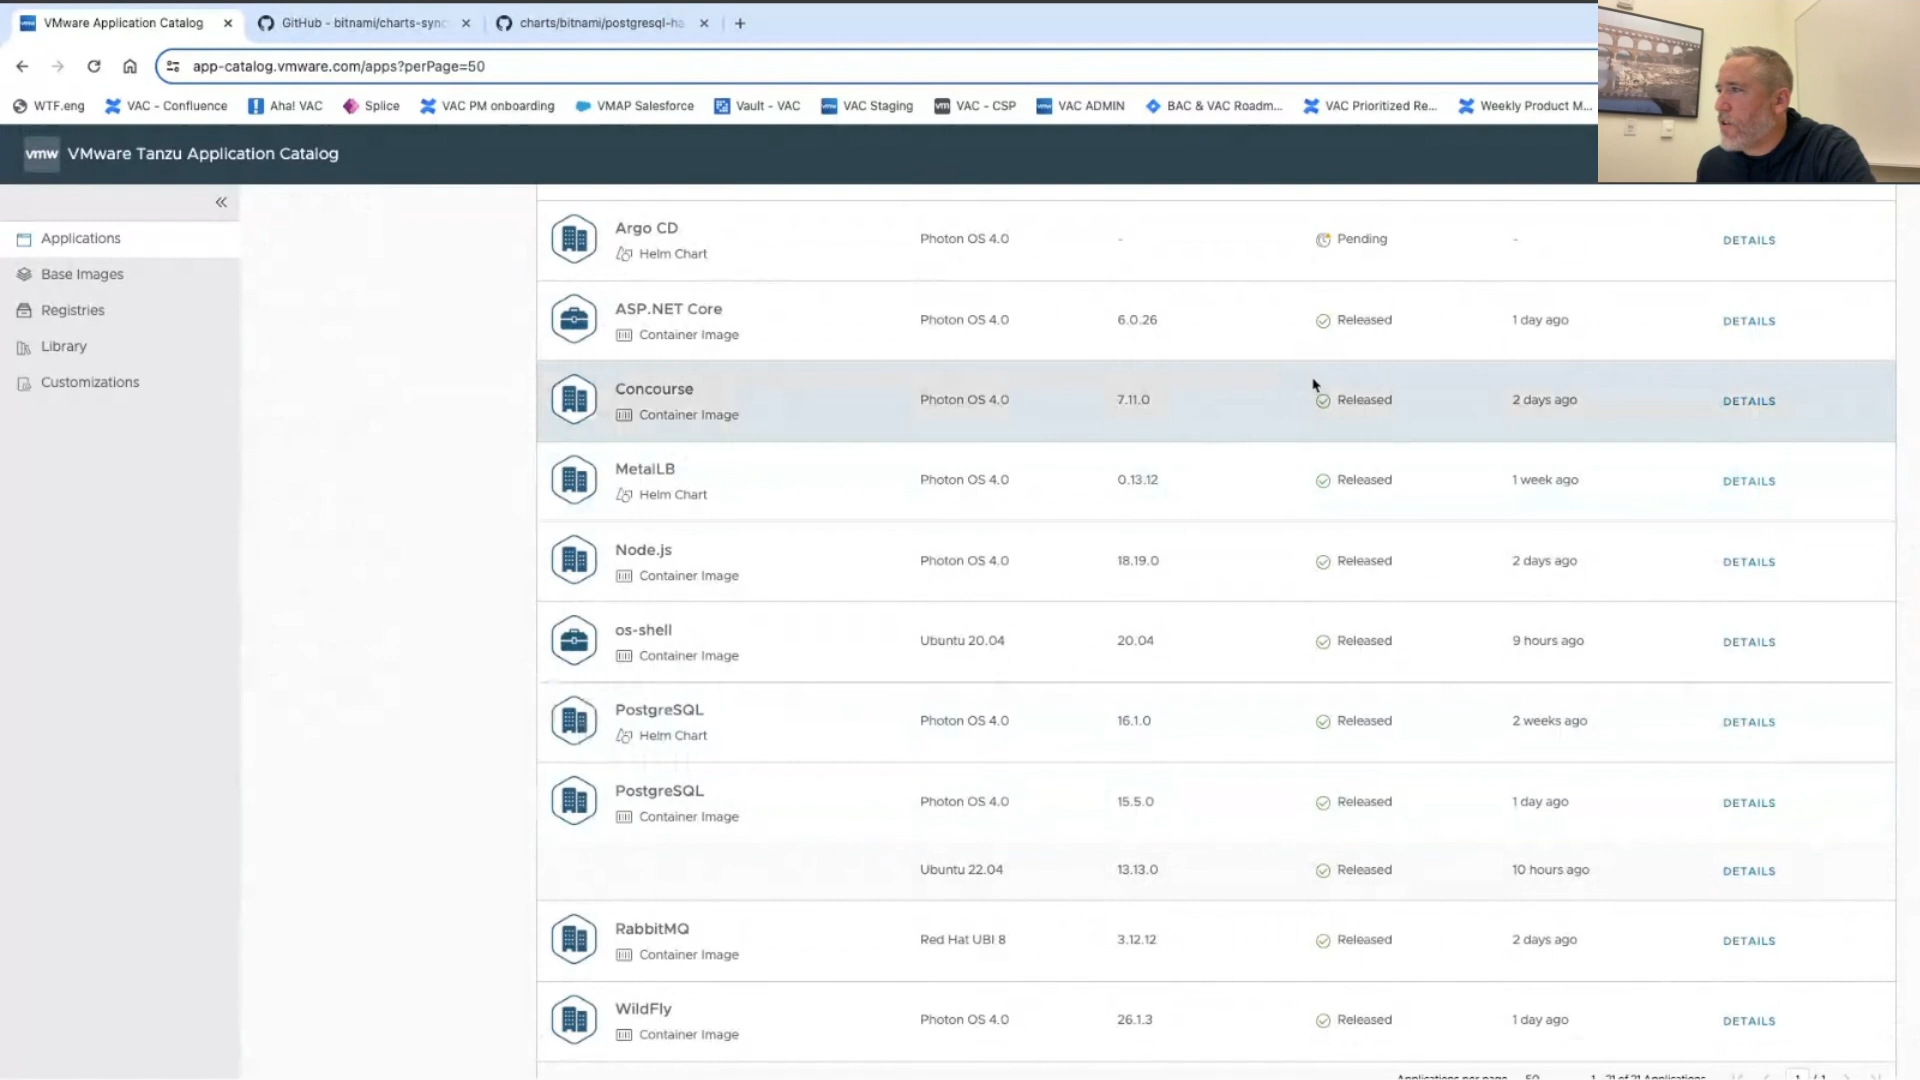 VMware Application Catalog
GitHub - bitnami/charts-sync
charts/bitnami/postgresql-ha
app-catalog.vmware.com/apps?perPage=50
WTF.eng
VAC - Confluence
Aha! VAC
Splice
VAC PM onboarding
VMAP Salesforce
Vault - VAC
VAC Staging
VAC - CSP
VAC ADMIN
BAC & VAC Roadm...
VAC Prioritized Re...
Weekly Product M...
vmw VMware Tanzu Application Catalog
Applications
Base Images
Registries
Library
Customizations
Argo CD
Helm Chart
Photon OS 4.0
-
Pending
-
DETAILS
ASP.NET Core
Container Image
Photon OS 4.0
6.0.26
Released
1 day ago
DETAILS
Concourse
Container Image
Photon OS 4.0
7.11.0
Released
2 days ago
DETAILS
MetalLB
Helm Chart
Photon OS 4.0
0.13.12
Released
1 week ago
DETAILS
Node.js
Container Image
Photon OS 4.0
18.19.0
Released
2 days ago
DETAILS
os-shell
Container Image
Ubuntu 20.04
20.04
Released
9 hours ago
DETAILS
PostgreSQL
Helm Chart
Photon OS 4.0
16.1.0
Released
2 weeks ago
DETAILS
PostgreSQL
Container Image
Photon OS 4.0
15.5.0
Released
1 day ago
DETAILS
Ubuntu 22.04
13.13.0
Released
10 hours ago
DETAILS
RabbitMQ
Container Image
Red Hat UBI 8
3.12.12
Released
2 days ago
DETAILS
WildFly
Container Image
Photon OS 4.0
26.1.3
Released
1 day ago
DETAILS
Applications per page 50 1 - 21 of 21 Applications 1 / 1